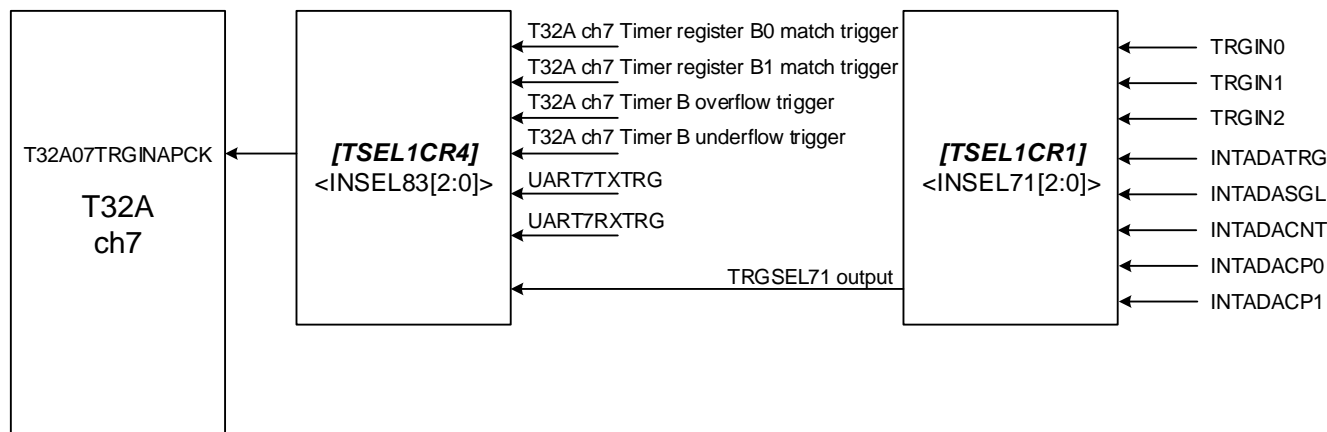 T32A07TRGINAPCK
T32A
ch7
[TSEL1CR4]
<INSEL83[2:0]>
T32A ch7 Timer register B0 match trigger
T32A ch7 Timer register B1 match trigger
T32A ch7 Timer B overflow trigger
T32A ch7 Timer B underflow trigger
UART7TXTRG
UART7RXTRG
TRGSEL71 output
[TSEL1CR1]
<INSEL71[2:0]>
TRGIN0
TRGIN1
TRGIN2
INTADATRG
INTADASGL
INTADACNT
INTADACP0
INTADACP1